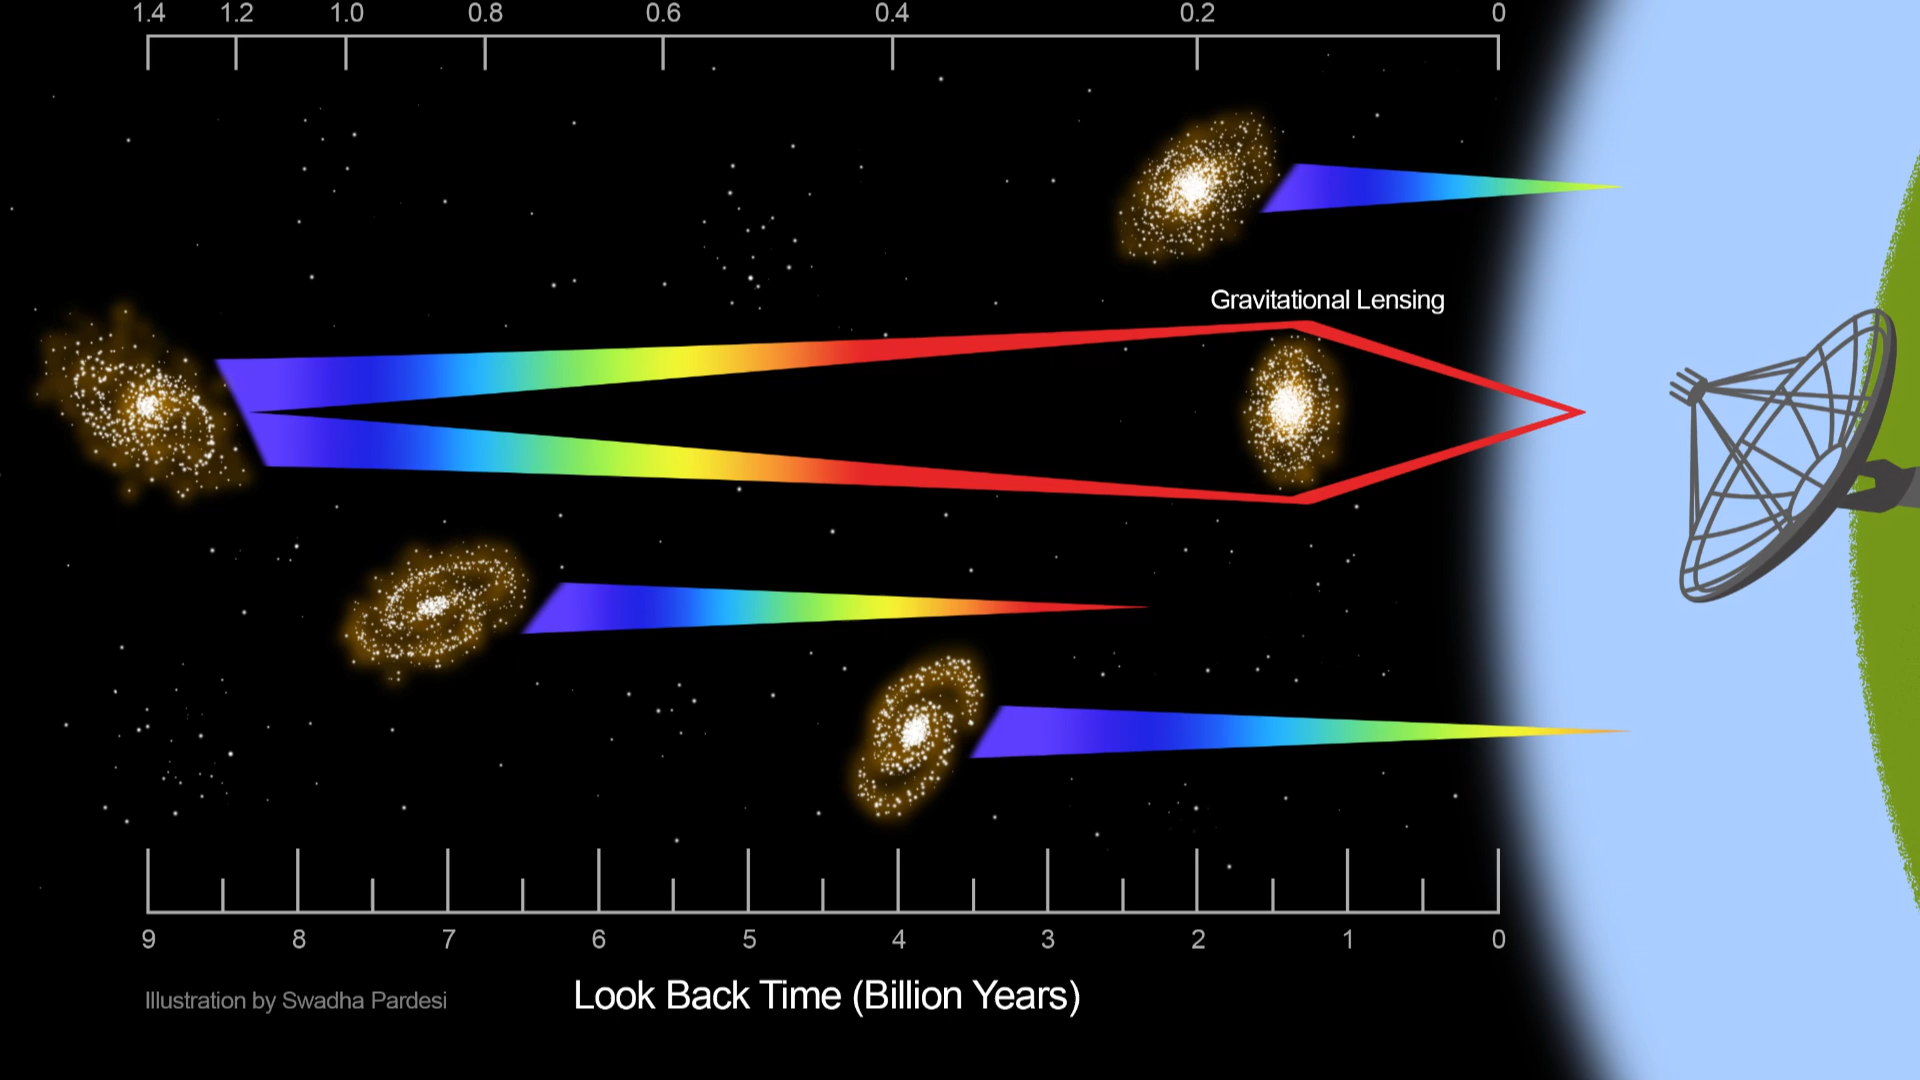 1.4 1.2 1.0 0.8 0.6 0.4 0.2 0
Gravitational Lensing
9 8 7 6 5 4 3 2 1 0
Look Back Time (Billion Years)
Illustration by Swadha Pardesi